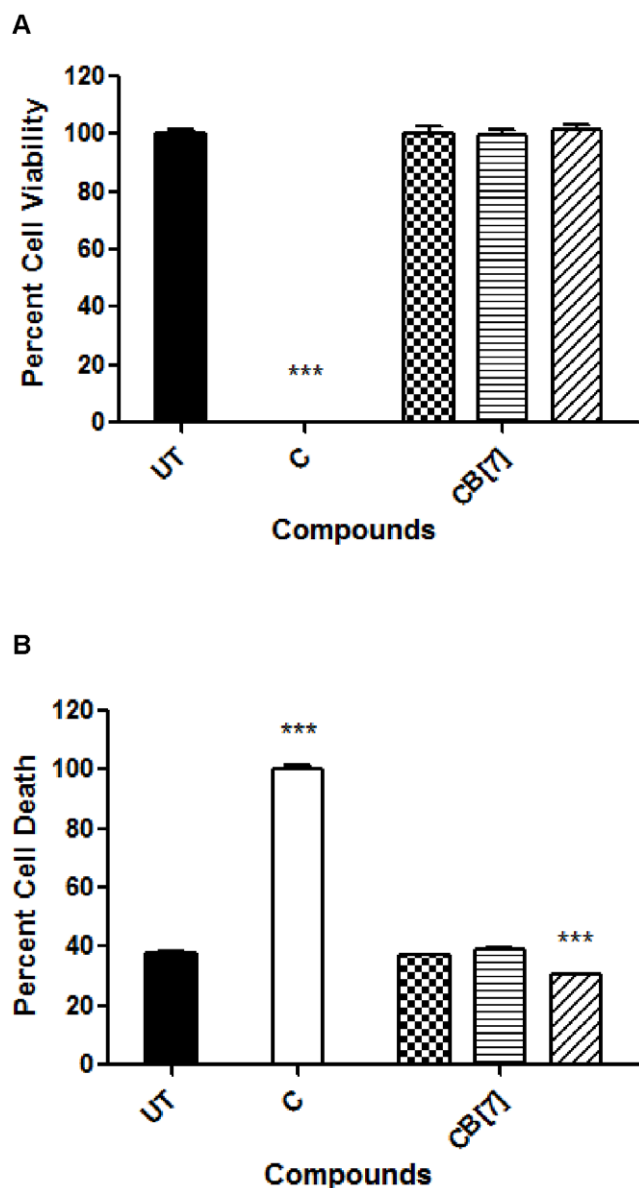 A
Percent Cell Viability
120
100
80
60
40
20
0
***
UT
C
CB[7]
Compounds
B
Percent Cell Death
120
100
80
60
40
20
0
***
***
UT
C
CB[7]
Compounds